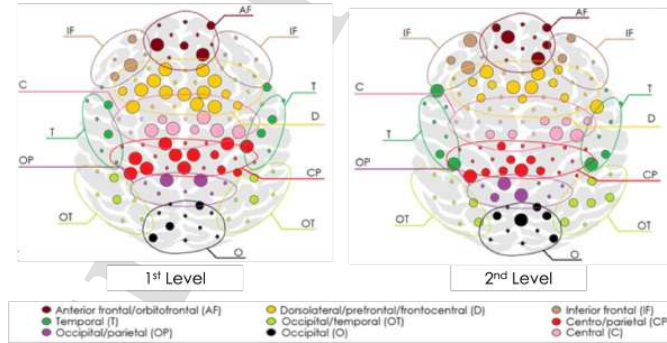 AF
IF
IF
C
T
T
D
OP
CP
OT
OT
O
1st Level
AF
IF
IF
C
T
T
D
OP
CP
OT
OT
O
2nd Level
Anterior frontal/orbitofrontal (AF)
Dorsolateral/prefrontal/frontocentral (D)
Inferior frontal (IF)
Temporal (T)
Occipital/temporal (OT)
Centro/parietal (CP
Occipital/parietal (OP)
Occipital (O)
Central (C)